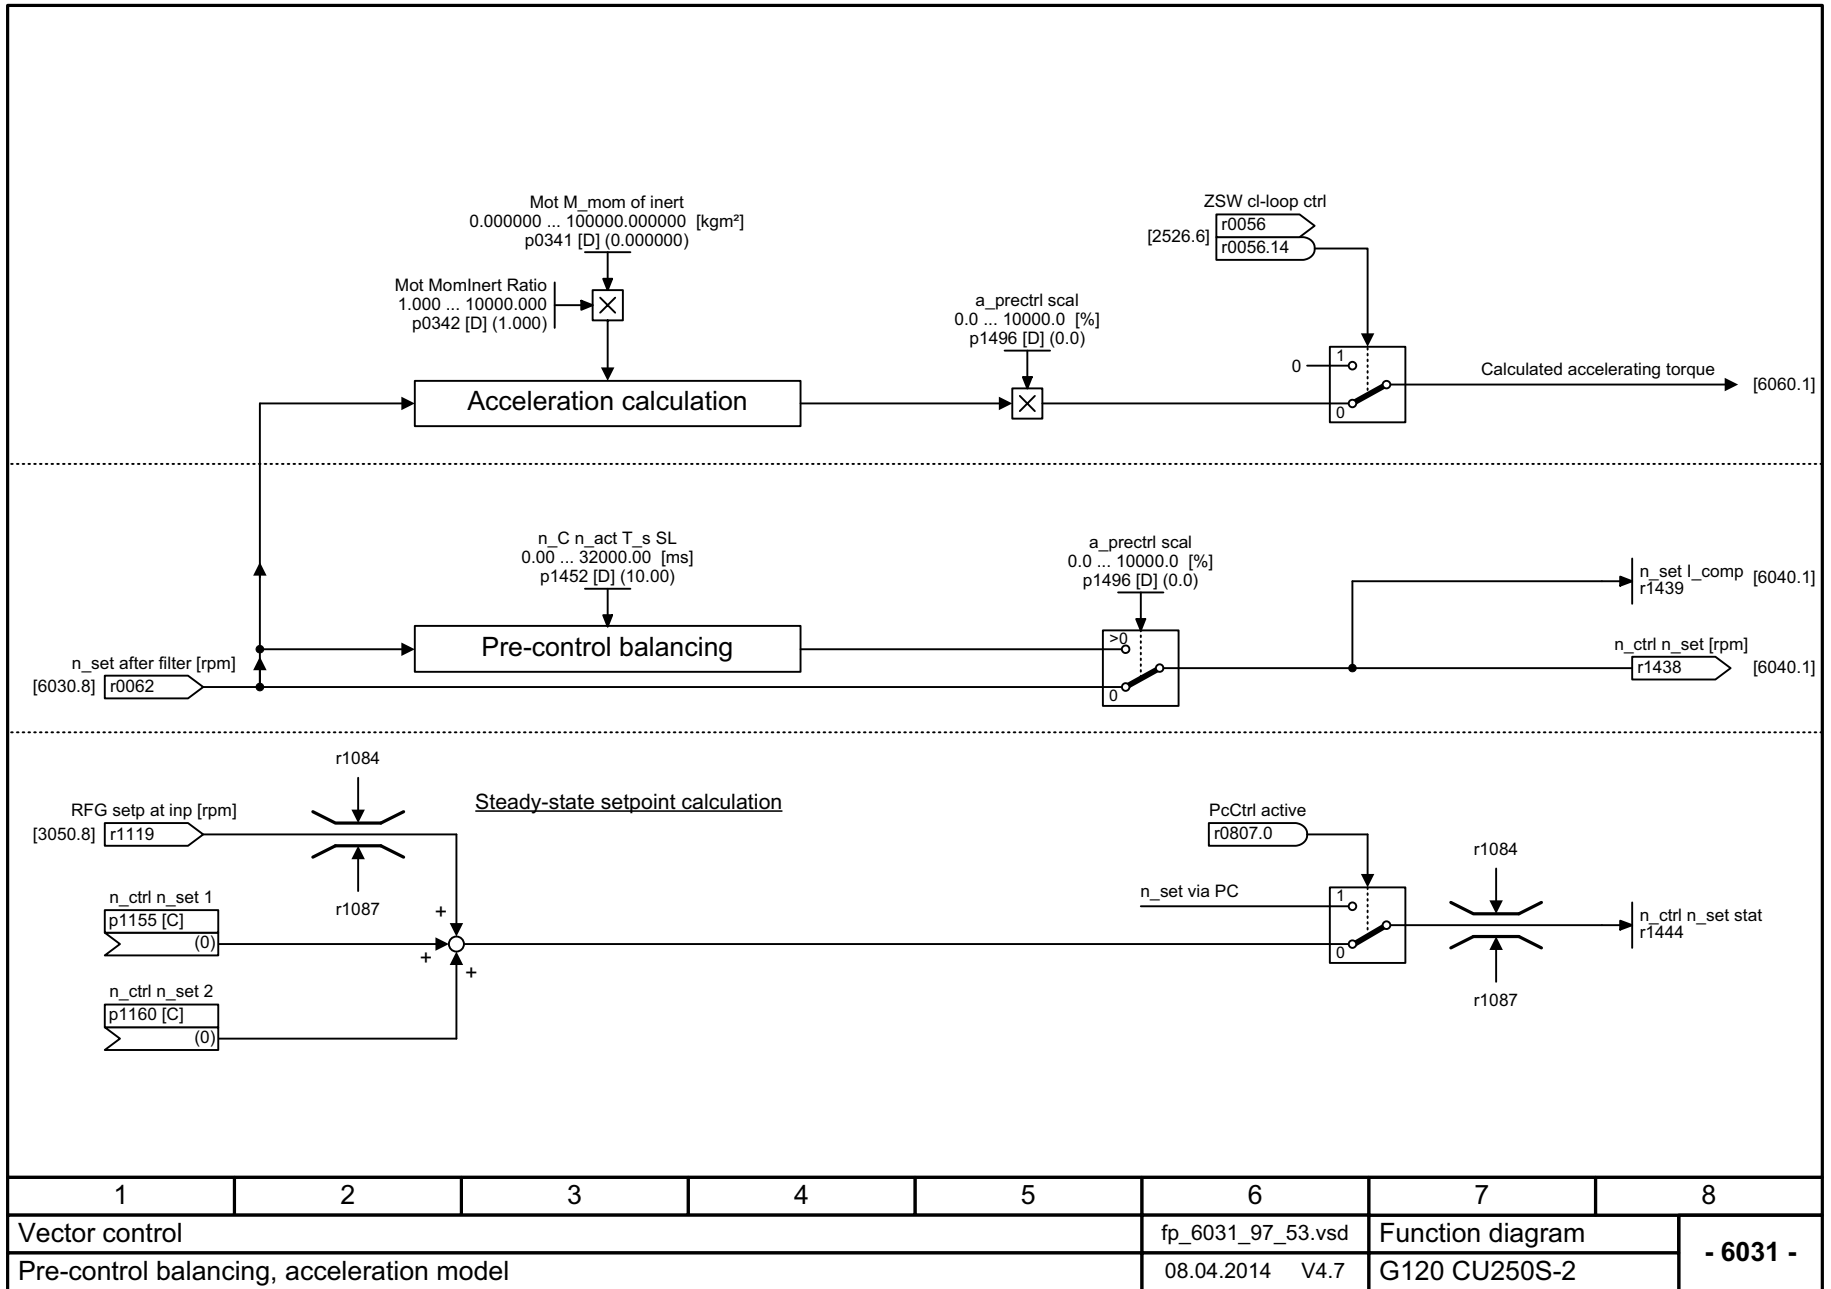 Mot M_mom of inert
0.000000 ... 100000.000000 [kgm²]
p0341 [D] (0.000000)
Mot MomInert Ratio
1.000 ... 10000.000
p0342 [D] (1.000)
Acceleration calculation
a_prectrl scal
0.0 ... 10000.0 [%]
p1496 [D] (0.0)
ZSW cl-loop ctrl
[2526.6]
r0056
r0056.14
0
1
0
Calculated accelerating torque
[6060.1]
n_C n_act T_s SL
0.00 ... 32000.00 [ms]
p1452 [D] (10.00)
Pre-control balancing
a_prectrl scal
0.0 ... 10000.0 [%]
p1496 [D] (0.0)
>0
0
n_set after filter [rpm]
[6030.8] r0062
n_set I_comp [6040.1]
r1439
n_ctrl n_set [rpm]
r1438 [6040.1]
r1084
RFG setp at inp [rpm]
[3050.8] r1119
r1087
Steady-state setpoint calculation
n_ctrl n_set 1
p1155 [C]
(0)
n_ctrl n_set 2
p1160 [C]
(0)
+
+
+
PcCtrl active
r0807.0
n_set via PC
1
0
r1084
r1087
n_ctrl n_set stat
r1444
1 2 3 4 5 6 7 8
Vector control
fp_6031_97_53.vsd
Function diagram
- 6031 -
Pre-control balancing, acceleration model
08.04.2014 V4.7
G120 CU250S-2